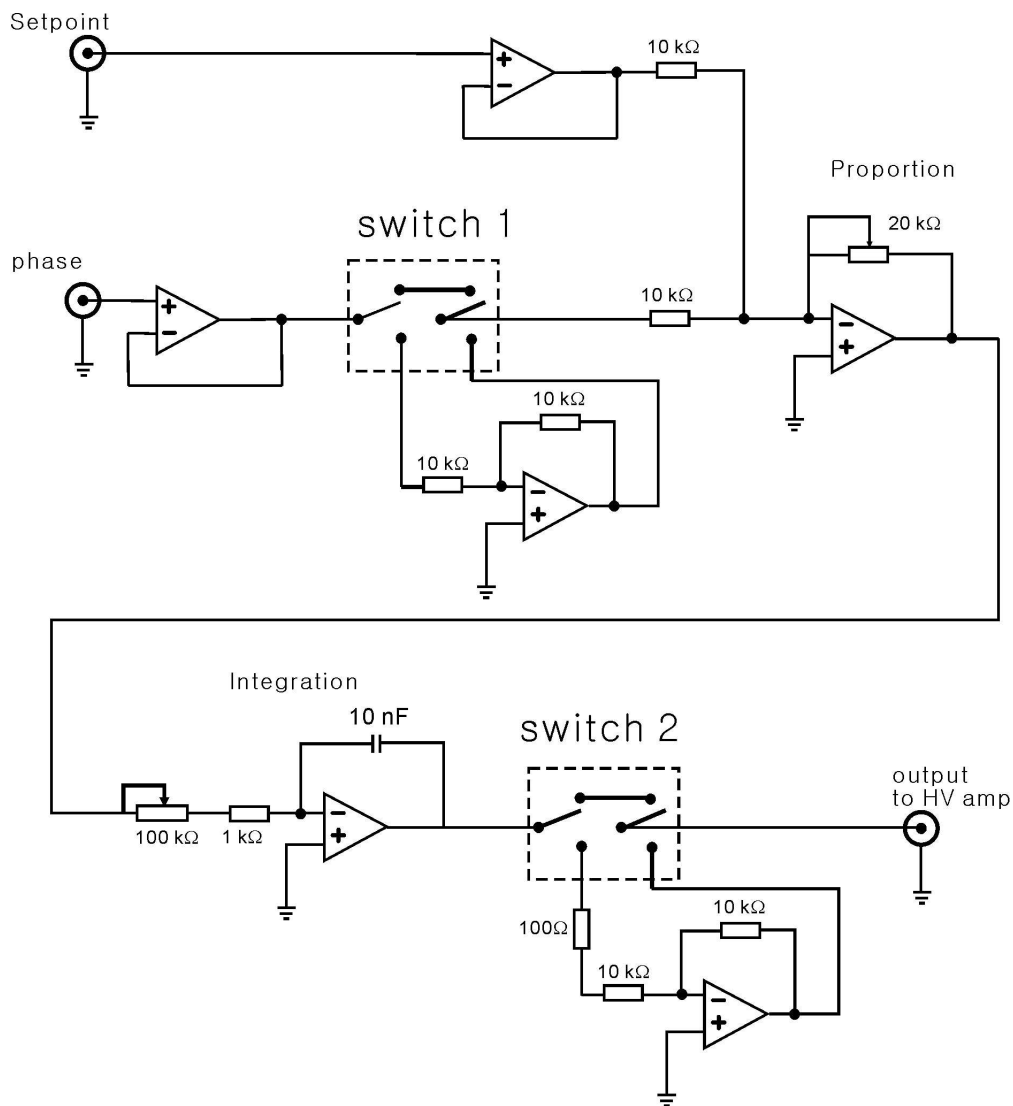 Setpoint
10 kΩ
+
−
Proportion
20 kΩ
switch 1
phase
+
−
10 kΩ
−
+
10 kΩ
10 kΩ
−
+
Integration
10 nF
switch 2
output
to HV amp
−
+
100 kΩ
1 kΩ
100Ω
10 kΩ
10 kΩ
−
+